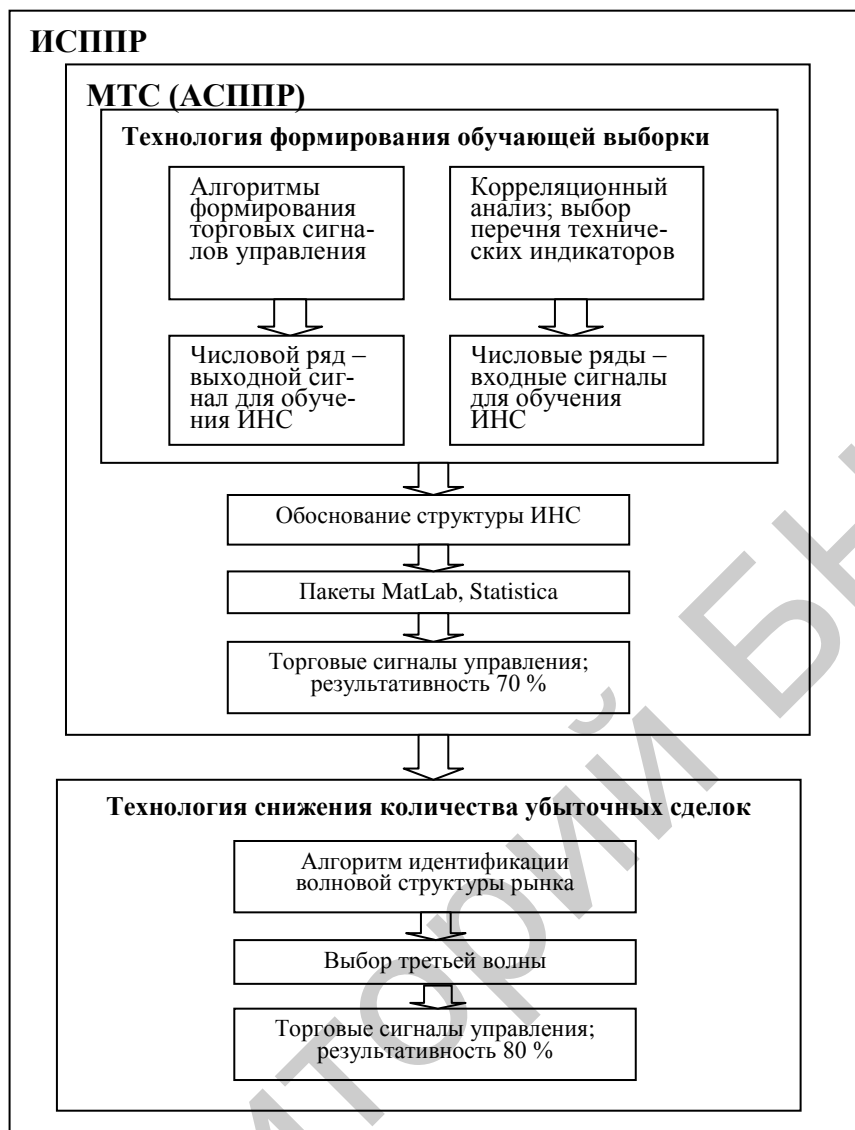 ИСППР
МТС (АСППР)
Технология формирования обучающей выборки
Алгоритмы
формирования
торговых сигна-
лов управления
Корреляционный
анализ; выбор
перечня техниче-
ских индикаторов
Числовой ряд –
выходной сиг-
нал для обуче-
ния ИНС
Числовые ряды –
входные сигналы
для обучения
ИНС
Обоснование структуры ИНС
Пакеты MatLab, Statistica
Торговые сигналы управления;
результативность 70 %
Технология снижения количества убыточных сделок
Алгоритм идентификации
волновой структуры рынка
Выбор третьей волны
Торговые сигналы управления;
результативность 80 %